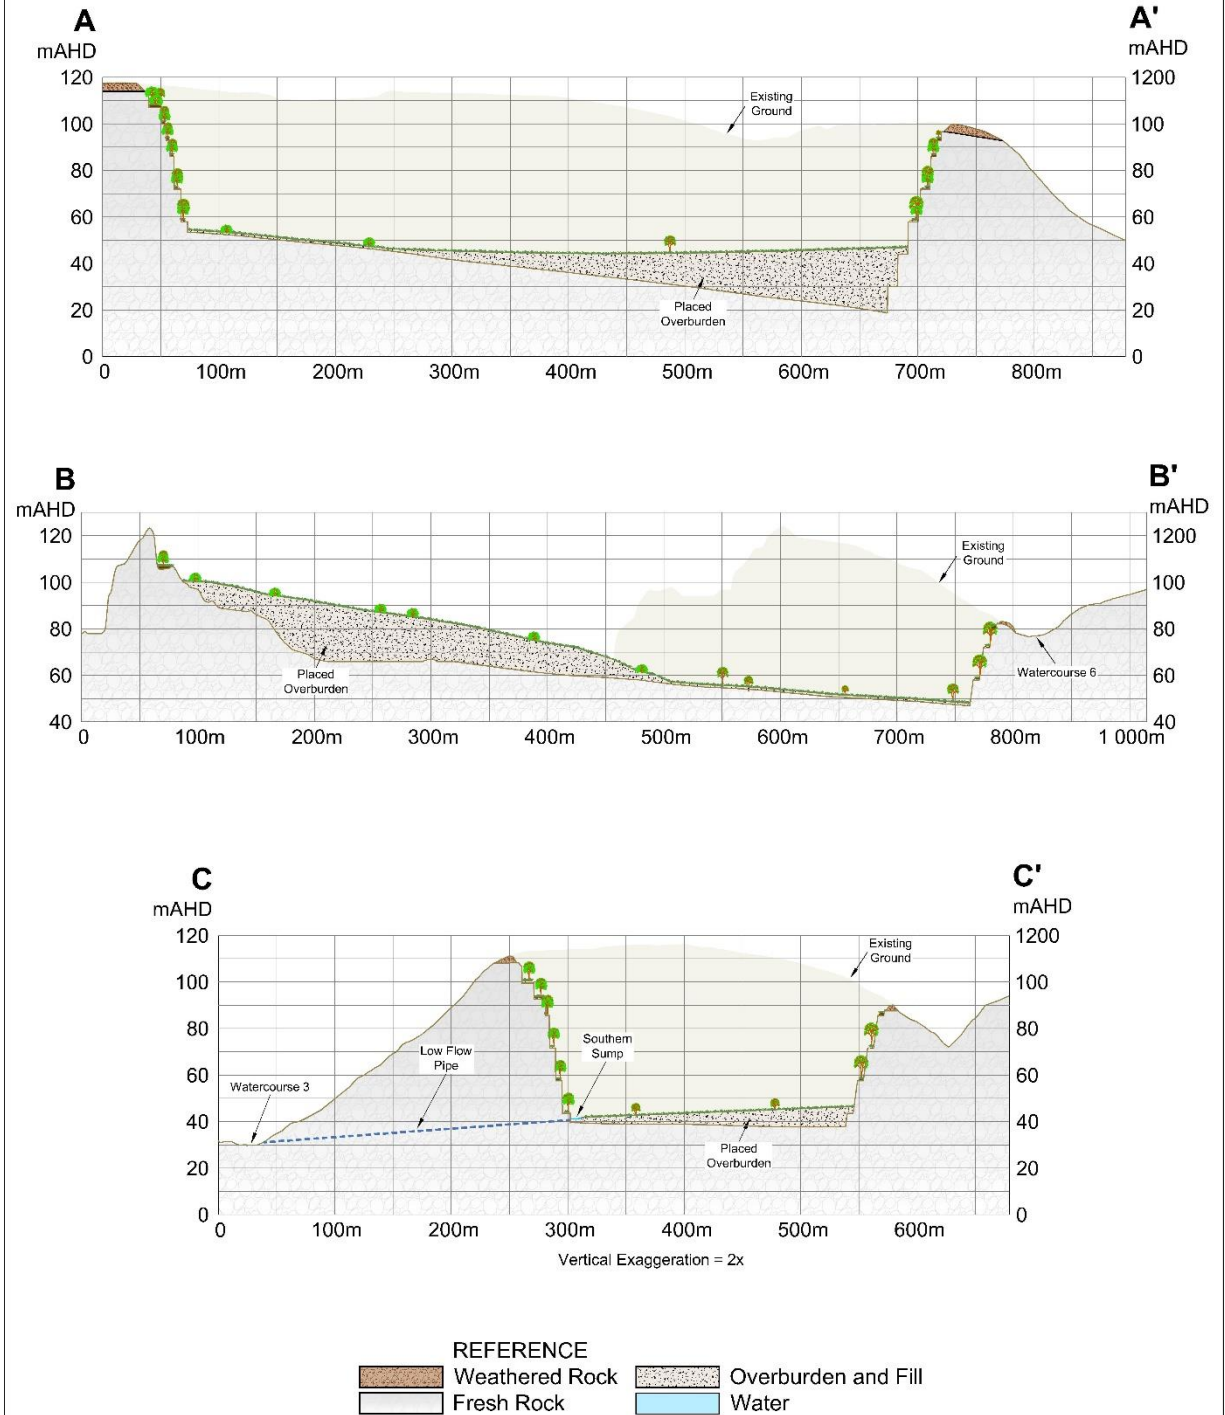 A
A'
mAHD
mAHD
120
1200
Existing
Ground
100
100
80
80
60
60
40
40
Placed
Overburden
20
20
0
0
0
100m
200m
300m
400m
500m
600m
700m
800m
B
B'
mAHD
mAHD
120
1200
Existing
Ground
100
100
80
80
Placed
Overburden
Watercourse 6
60
60
40
40
0
100m
200m
300m
400m
500m
600m
700m
800m
1 000m
C
C'
mAHD
mAHD
120
1200
Existing
Ground
100
100
80
80
Low Flow
Pipe
Southern
Sump
60
60
Watercourse 3
40
40
Placed
Overburden
20
20
0
0
0
100m
200m
300m
400m
500m
600m
Vertical Exaggeration = 2x
REFERENCE
Weathered Rock
Overburden and Fill
Fresh Rock
Water